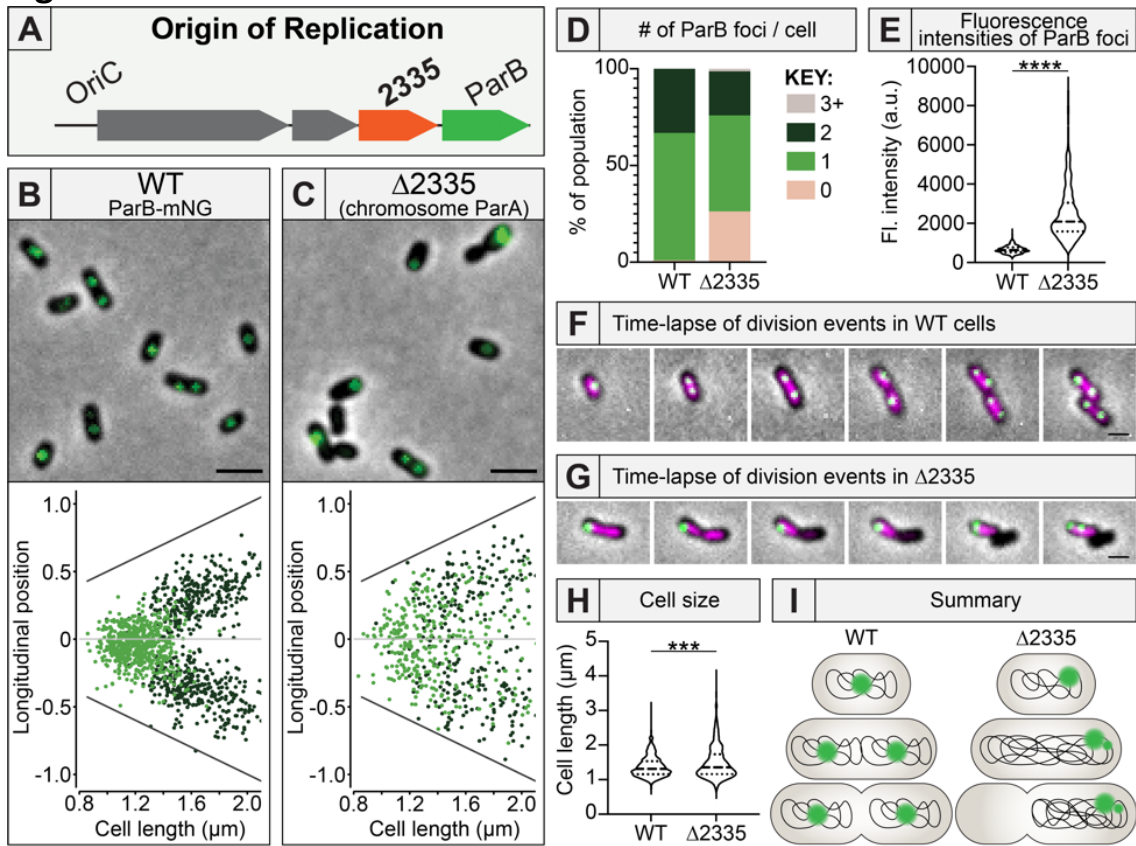 A
Origin of Replication
OriC
2335
ParB
B
WT
ParB-mNG
C
Δ2335
(chromosome ParA)
1.0
0.5
0
-0.5
-1.0
Longitudinal position
0.8 1.2 1.6 2.0
Cell length (µm)
1.0
0.5
0
-0.5
-1.0
Longitudinal position
0.8 1.2 1.6 2.0
Cell length (µm)
D
# of ParB foci / cell
100
50
0
% of population
WT Δ2335
KEY:
3+
2
1
0
E
Fluorescence
intensities of ParB foci
****
10000
8000
6000
4000
2000
0
Fl. intensity (a.u.)
WT Δ2335
F
Time-lapse of division events in WT cells
G
Time-lapse of division events in Δ2335
H
Cell size
***
5
4
3
2
1
0
Cell length (µm)
WT Δ2335
I
Summary
WT Δ2335